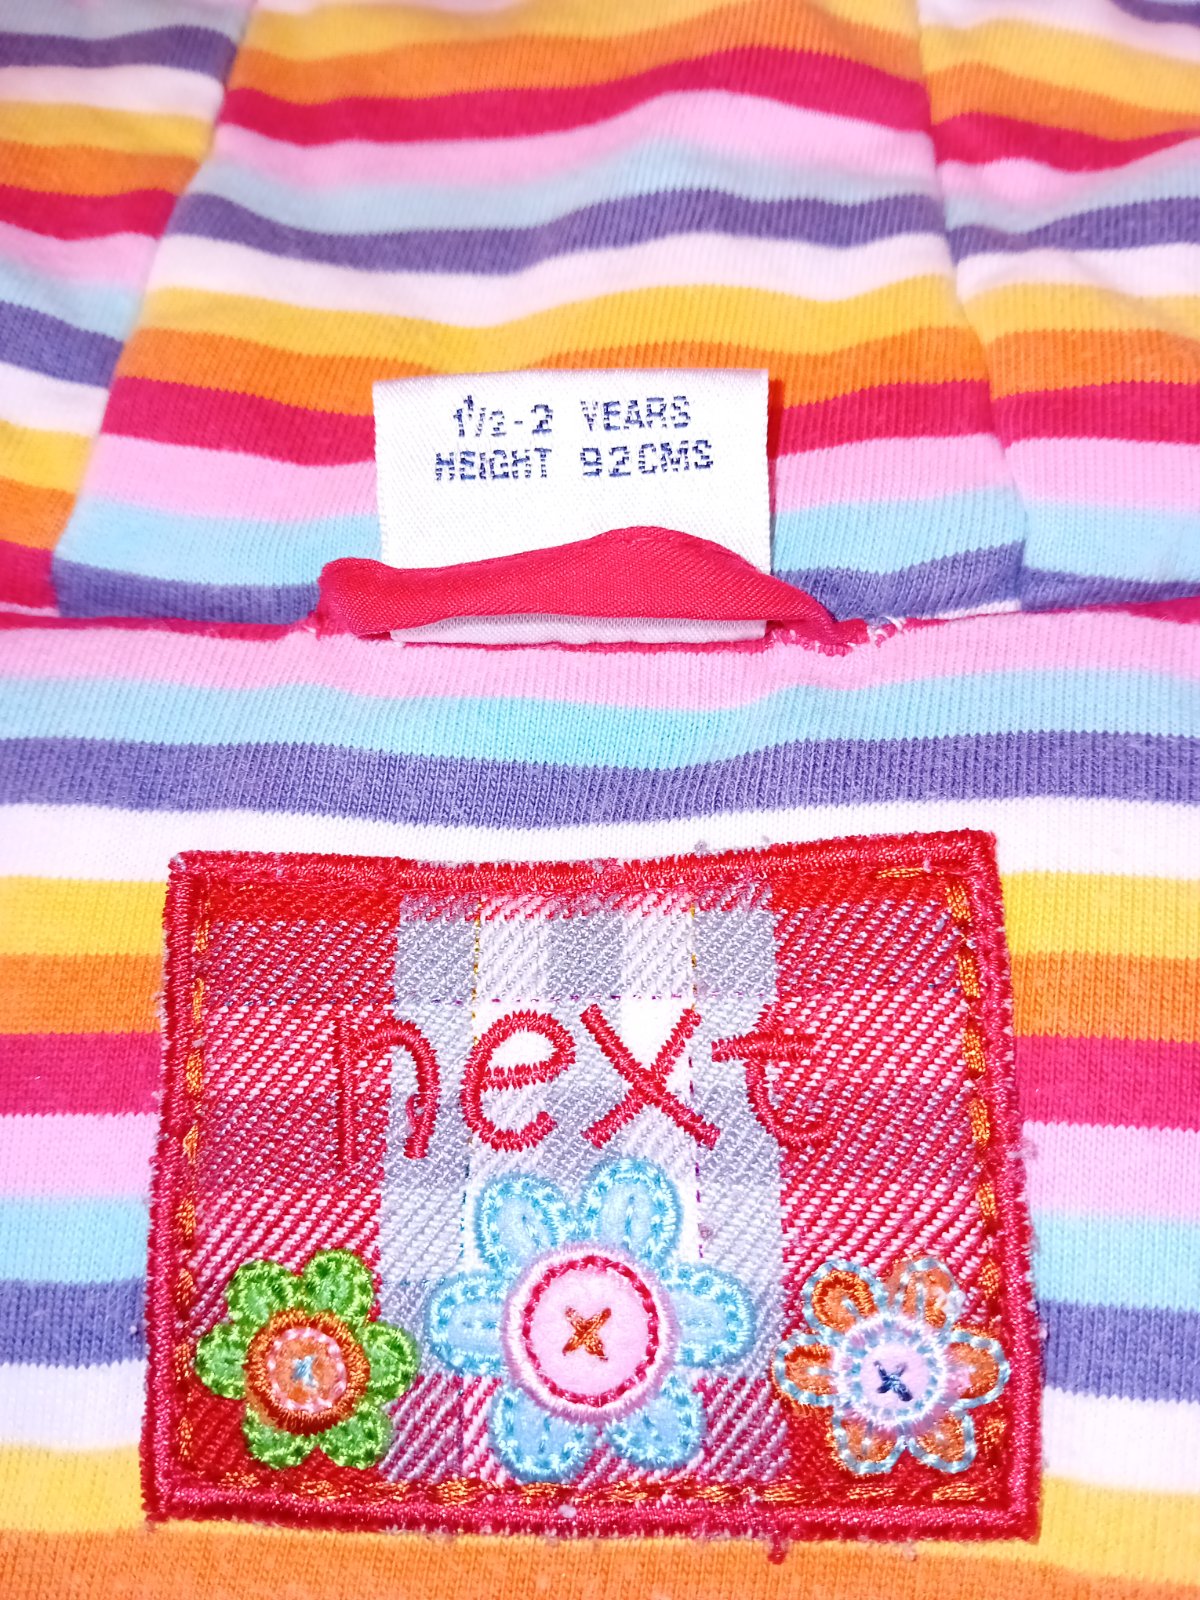 1½-2 YEARS
HEIGHT 92CMS
next